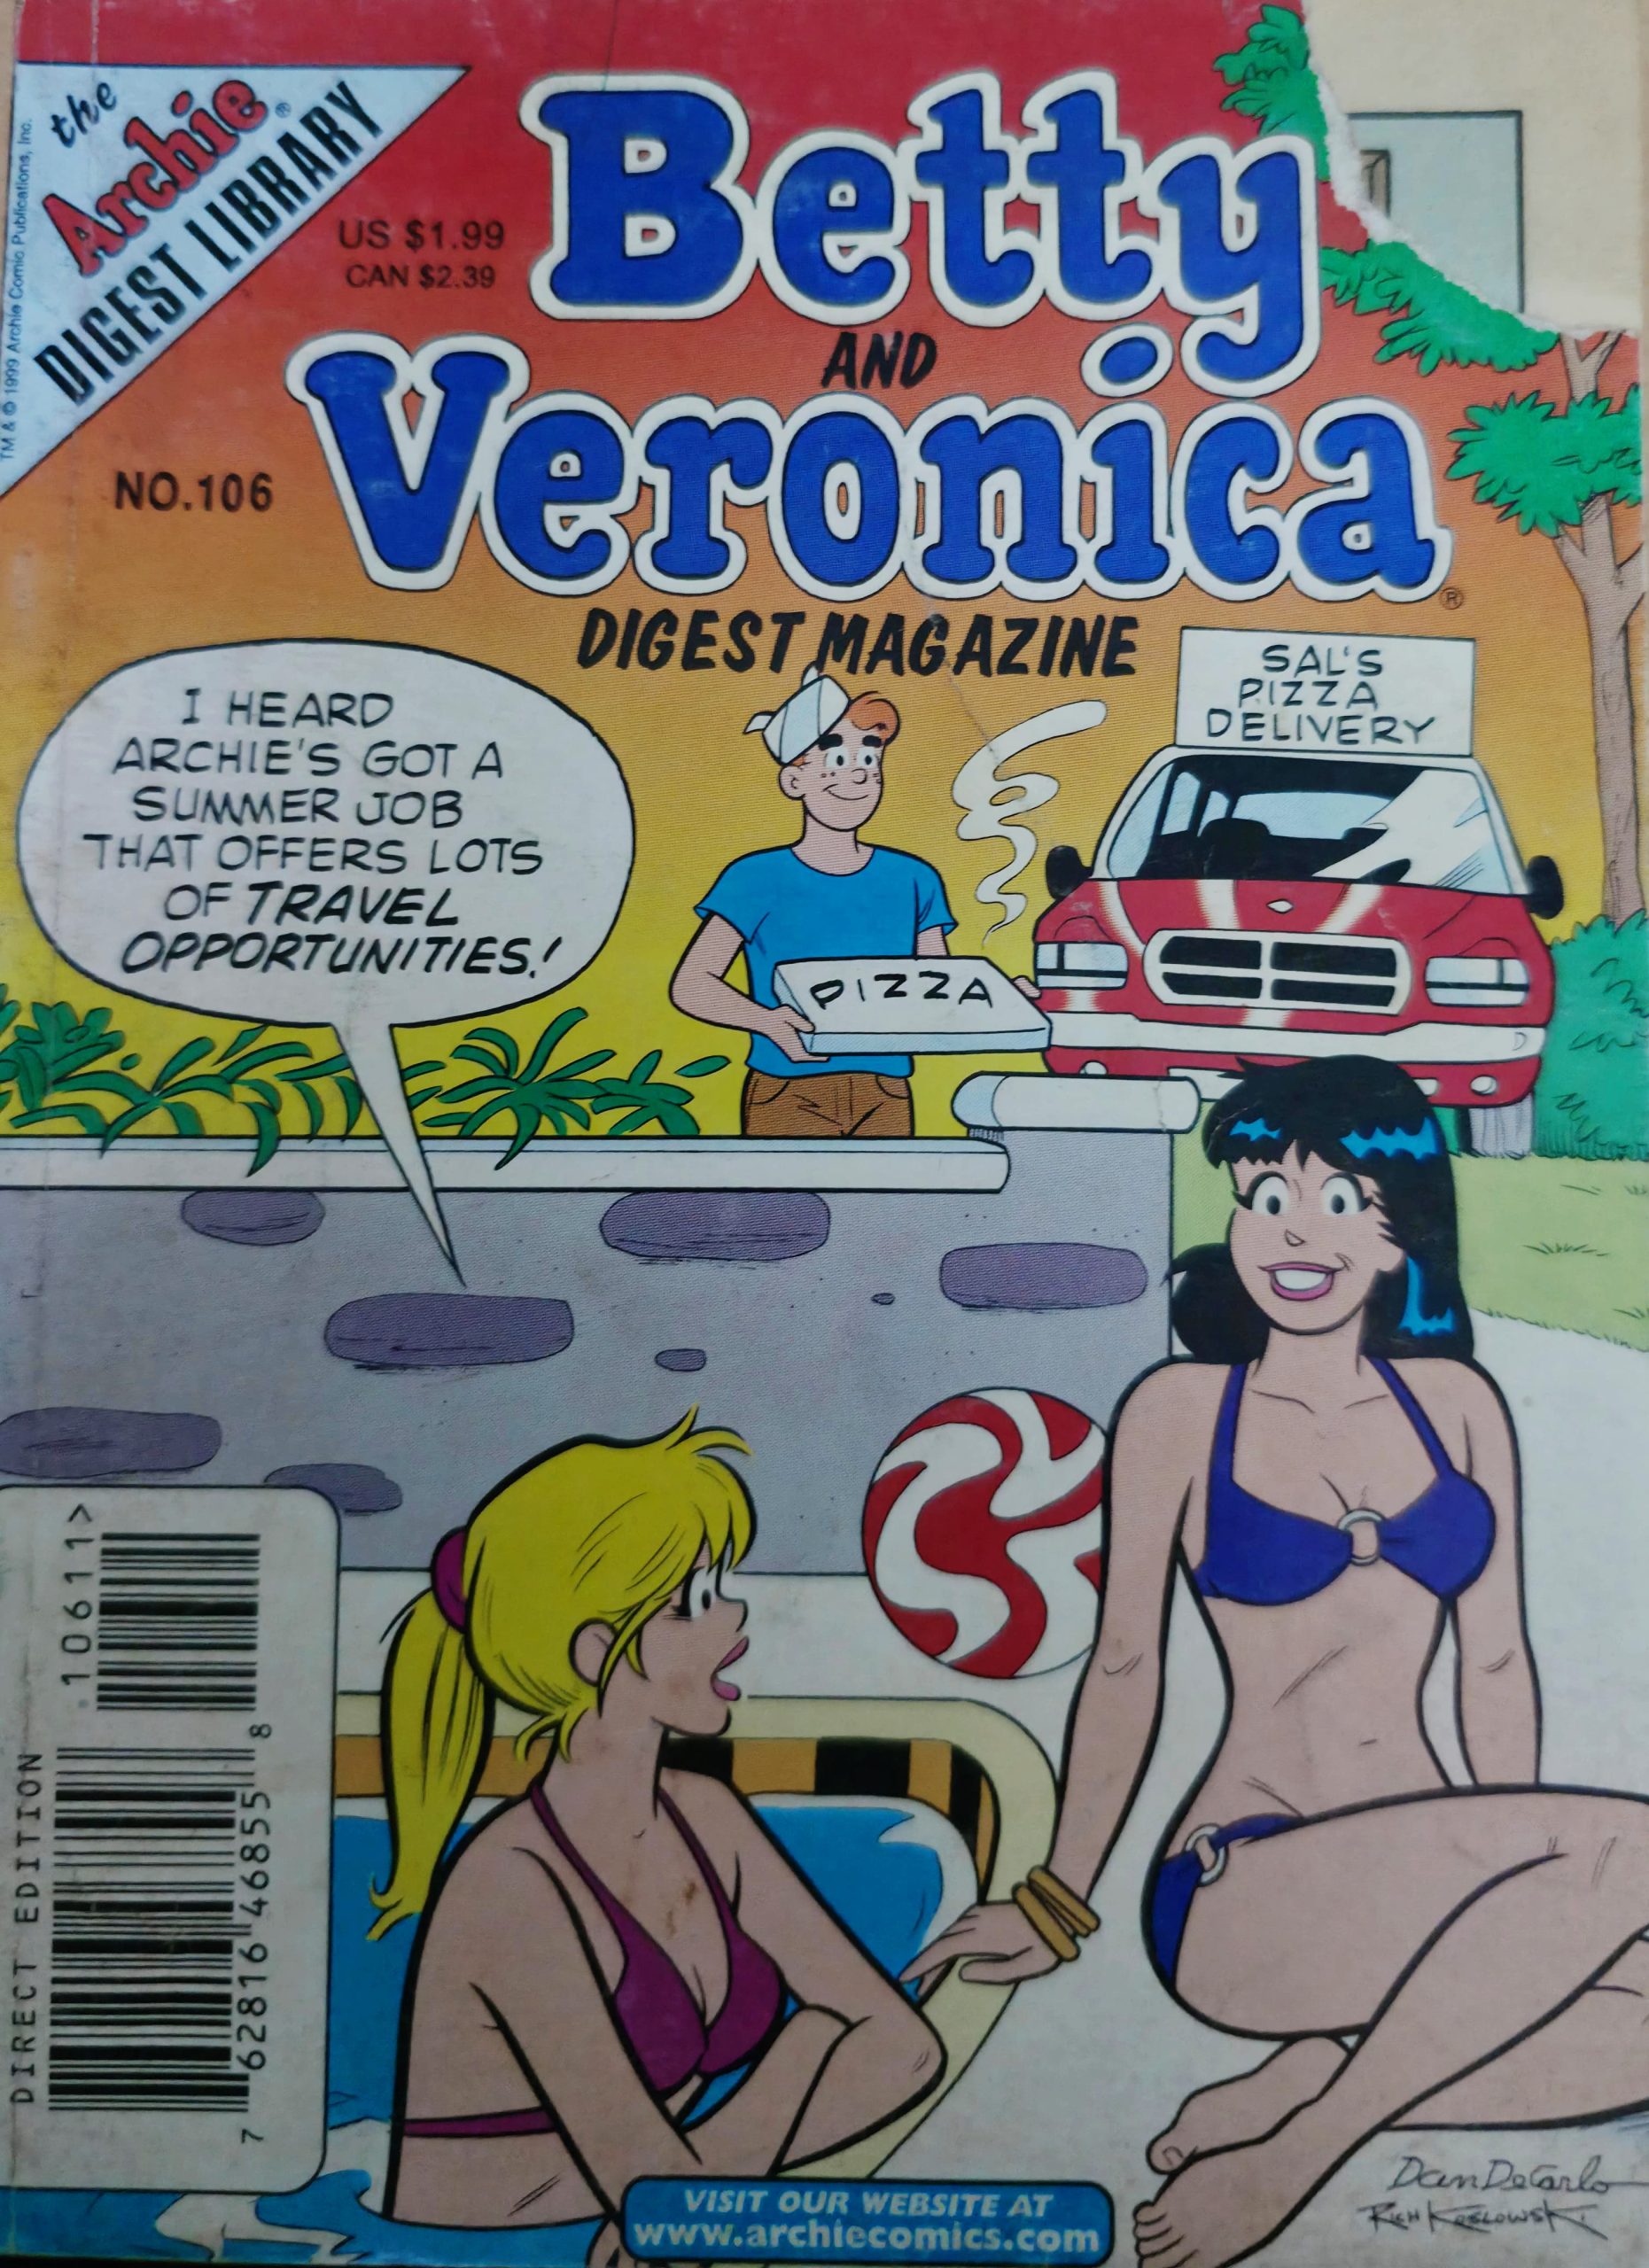 TM & © 1999 Archie Comic Publications, Inc.
the
Archie®
DIGEST LIBRARY
US $1.99
CAN $2.39
NO.106
Betty
AND
Veronica®
DIGEST MAGAZINE
I HEARD
ARCHIE'S GOT A
SUMMER JOB
THAT OFFERS LOTS
OF TRAVEL
OPPORTUNITIES!
SAL'S
PIZZA
DELIVERY
PIZZA
DIRECT EDITION
7 62816 46855 8
10611>
Dan DeCarlo
Rich Koslowski
VISIT OUR WEBSITE AT
www.archiecomics.com